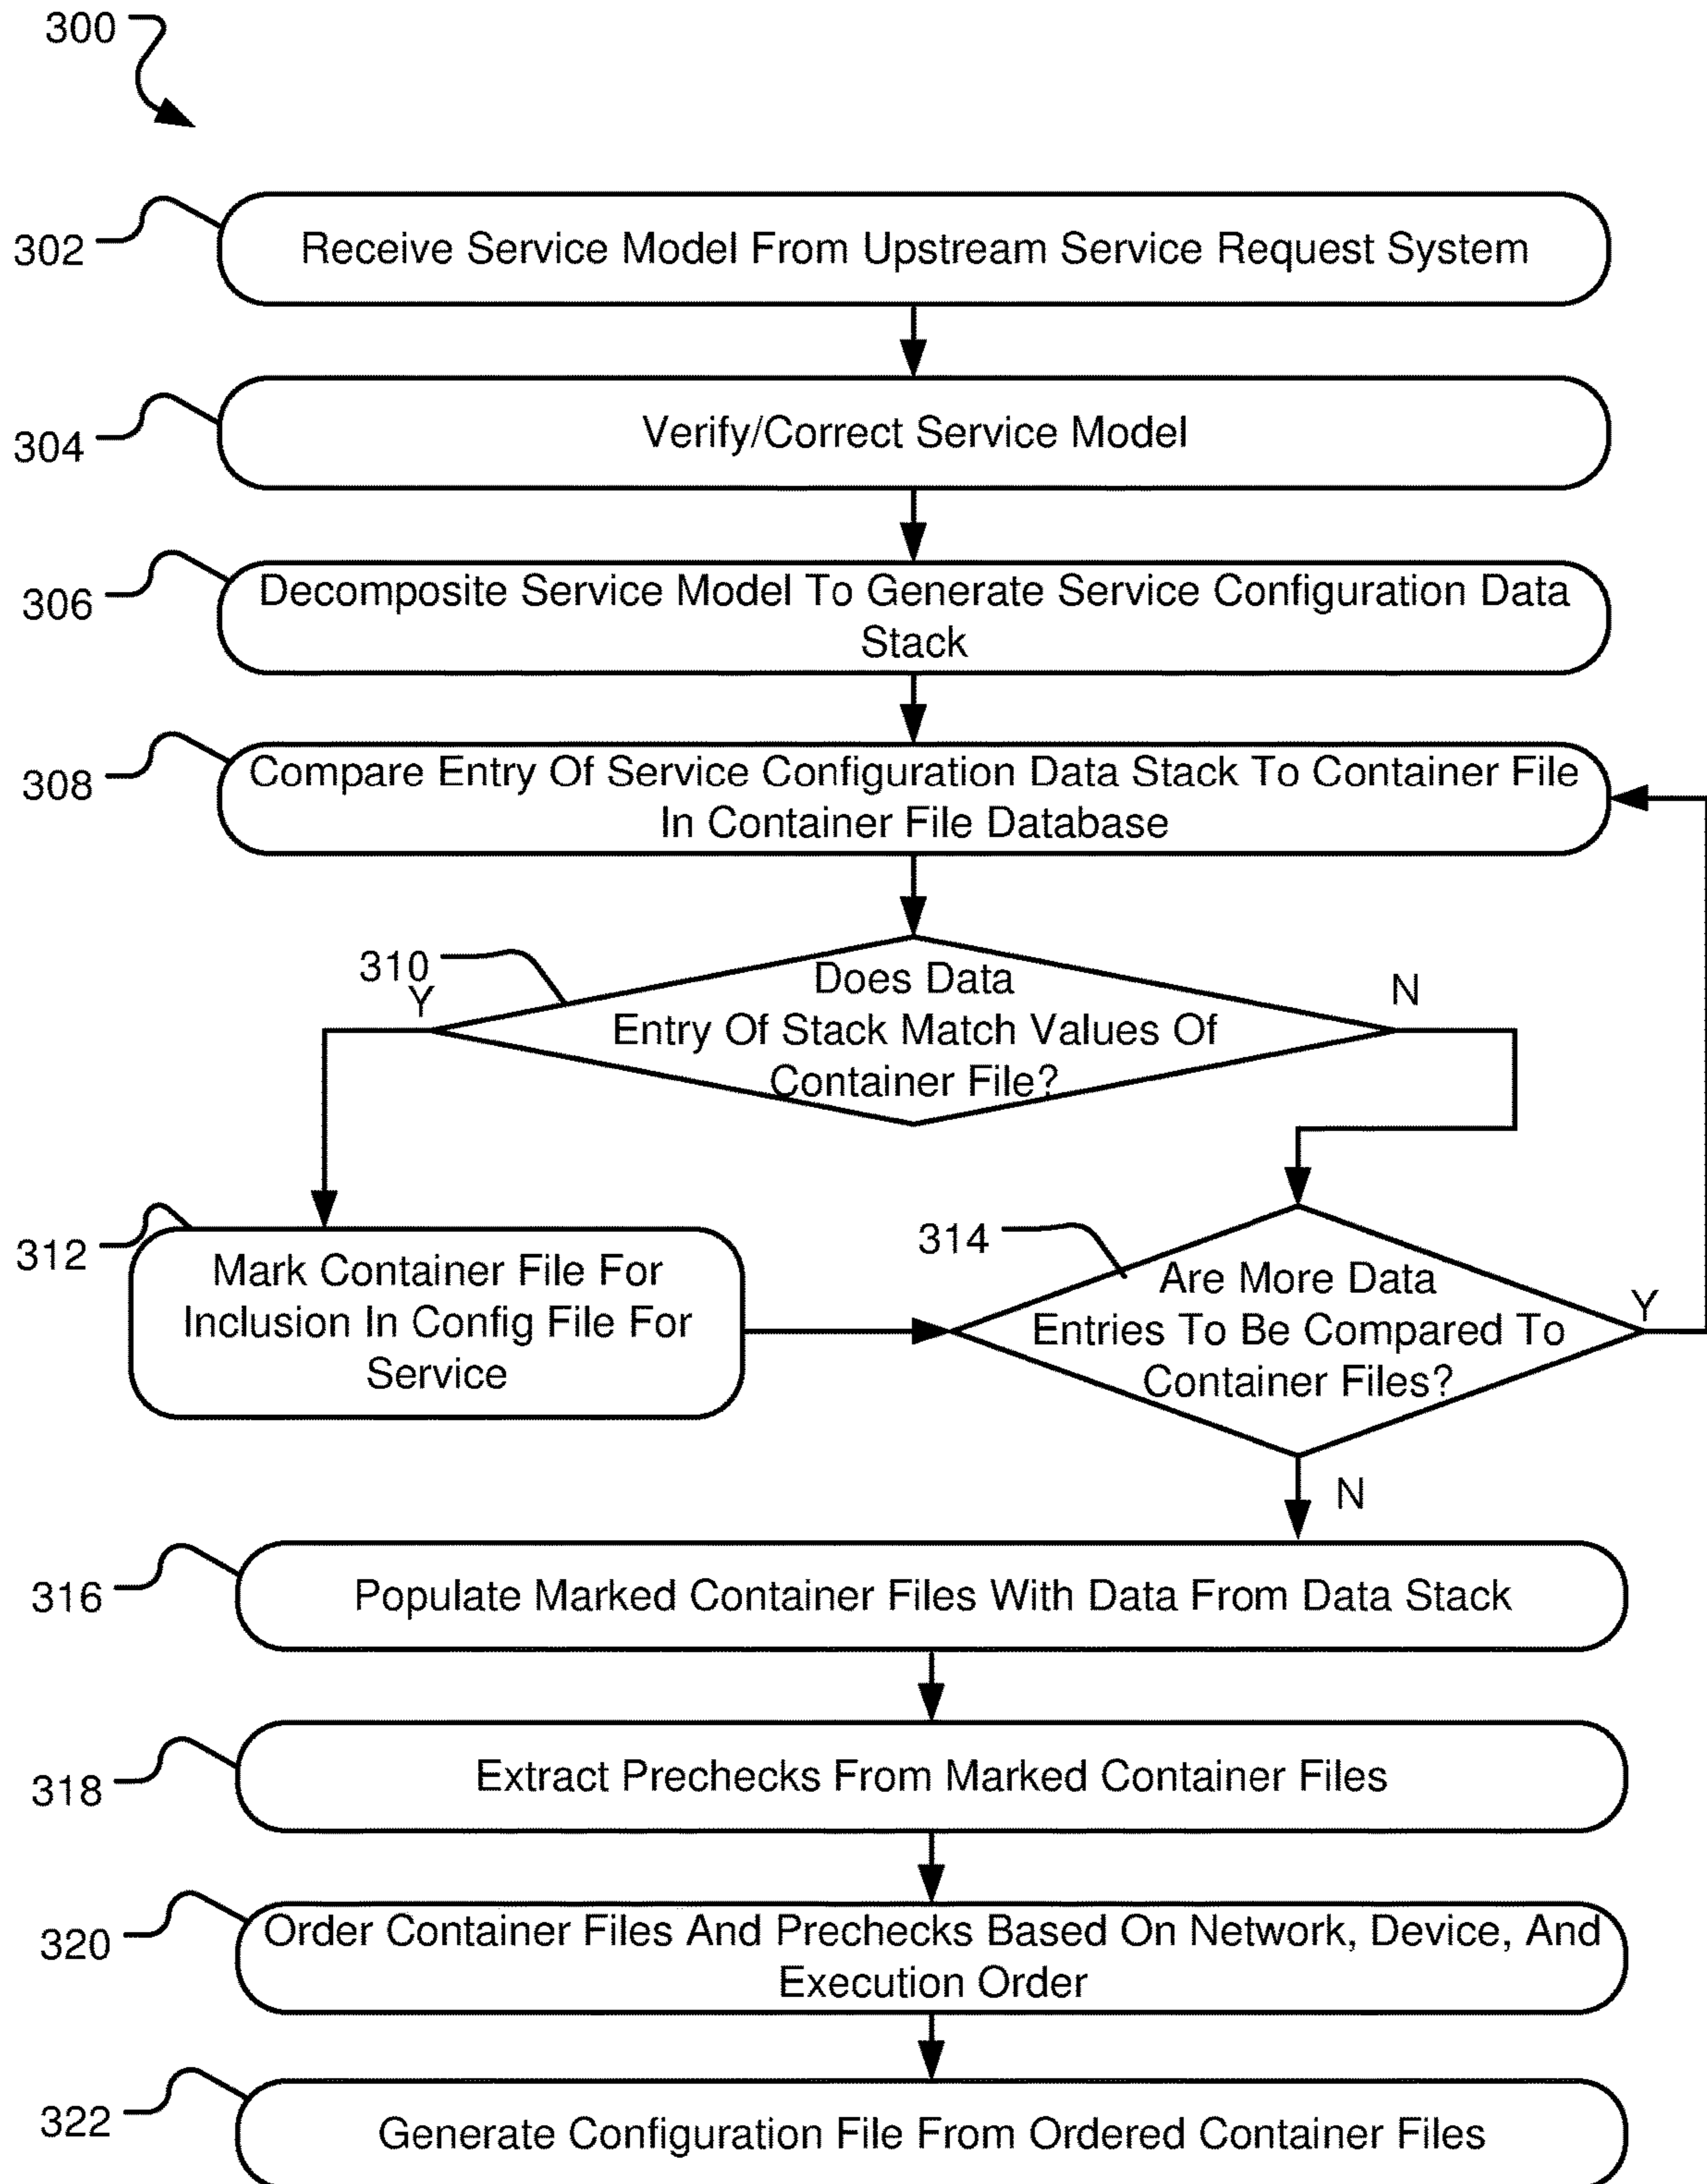 300
302
Receive Service Model From Upstream Service Request System
304
Verify/Correct Service Model
306
Decomposite Service Model To Generate Service Configuration Data
Stack
308
Compare Entry Of Service Configuration Data Stack To Container File
In Container File Database
310
Y
N
Does Data
Entry Of Stack Match Values Of
Container File?
312
Mark Container File For
Inclusion In Config File For
Service
314
Are More Data
Entries To Be Compared To
Container Files?
Y
N
316
Populate Marked Container Files With Data From Data Stack
318
Extract Prechecks From Marked Container Files
320
Order Container Files And Prechecks Based On Network, Device, And
Execution Order
322
Generate Configuration File From Ordered Container Files